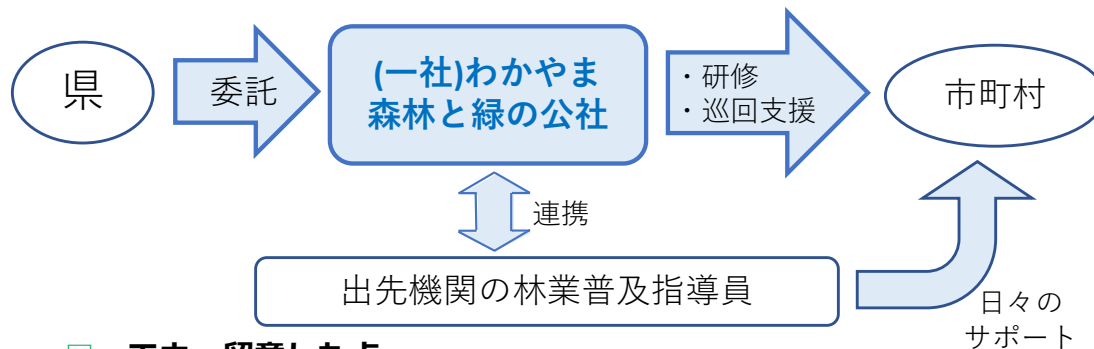 県
委託
(一社)わかやま
森林と緑の公社
・研修
・巡回支援
市町村
連携
出先機関の林業普及指導員
日々の
サポート